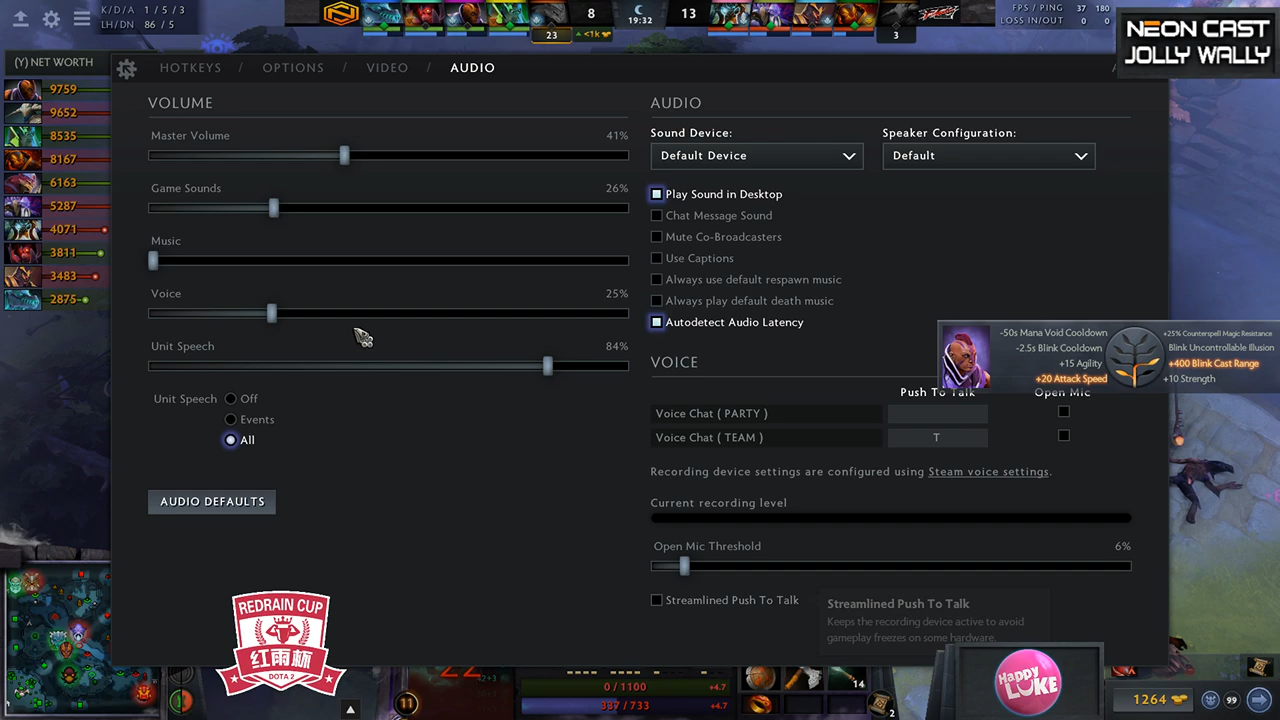 K/D/A 1 / 5 / 3
LH/DN 86 / 5
8
19:32
13
23
<1k
3
FPS / PING 37 180
LOSS IN/OUT 0 0
NEON CAST
JOLLY WALLY
(Y) NET WORTH
9759
9652
8535
8167
6163
5287
4071
3811
3483
2875
HOTKEYS / OPTIONS / VIDEO / AUDIO
VOLUME
Master Volume 41%
Game Sounds 26%
Music
Voice 25%
Unit Speech 84%
Unit Speech Off
Events
All
AUDIO DEFAULTS
AUDIO
Sound Device: Speaker Configuration:
Default Device Default
Play Sound in Desktop
Chat Message Sound
Mute Co-Broadcasters
Use Captions
Always use default respawn music
Always play default death music
Autodetect Audio Latency
VOICE
Push To Talk Open Mic
Voice Chat ( PARTY )
Voice Chat ( TEAM ) T
Recording device settings are configured using Steam voice settings.
Current recording level
Open Mic Threshold 6%
Streamlined Push To Talk
Streamlined Push To Talk
Keeps the recording device active to avoid
gameplay freezes on some hardware.
-50s Mana Void Cooldown +25% Counterspell Magic Resistance
-2.5s Blink Cooldown Blink Uncontrollable Illusion
+15 Agility +400 Blink Cast Range
+20 Attack Speed +10 Strength
REDRAIN CUP
红雨杯
DOTA 2
11
22
42+3
0 / 1100 +4.7
337 / 733 +4.7
14
2
HAPPY
LUKE
1264
99